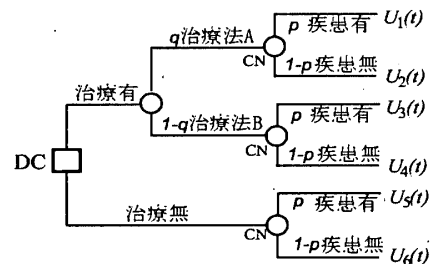 p 疾患有 U₁(t)
q治療法A
CN
1-p疾患無 U₂(t)
治療有
p 疾患有 U₃(t)
1-q治療法B
CN
1-p疾患無 U₄(t)
DC
p 疾患有 U₅(t)
治療無
CN
1-p疾患無 U₆(t)